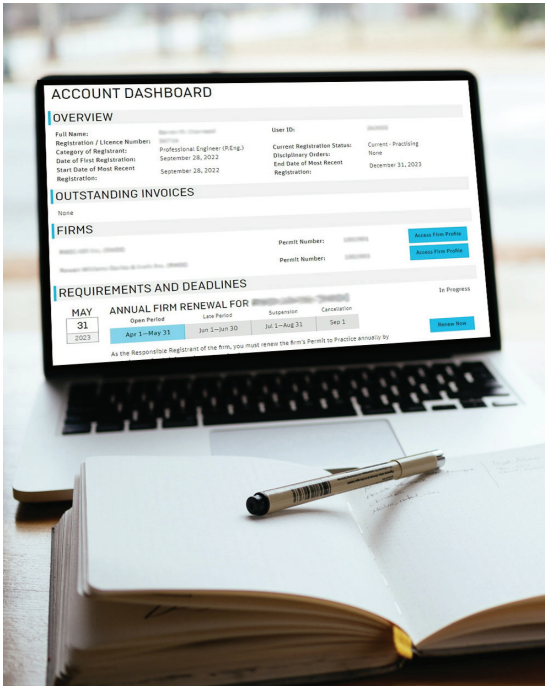 ACCOUNT DASHBOARD
OVERVIEW
Full Name:
User ID:
Registration / Licence Number:
Category of Registrant: Professional Engineer (P.Eng.)
Current Registration Status: Current - Practising
Date of First Registration: September 28, 2022
Disciplinary Orders: None
Start Date of Most Recent Registration: September 28, 2022
End Date of Most Recent Registration: December 31, 2023
OUTSTANDING INVOICES
None
FIRMS
Permit Number:
Access Firm Profile
Permit Number:
Access Firm Profile
REQUIREMENTS AND DEADLINES
MAY
31
2023
ANNUAL FIRM RENEWAL FOR
In Progress
Open Period Late Period Suspension Cancellation
Apr 1—May 31 Jun 1—Jun 30 Jul 1—Aug 31 Sep 1
Renew Now
As the Responsible Registrant of the firm, you must renew the firm's Permit to Practice annually by